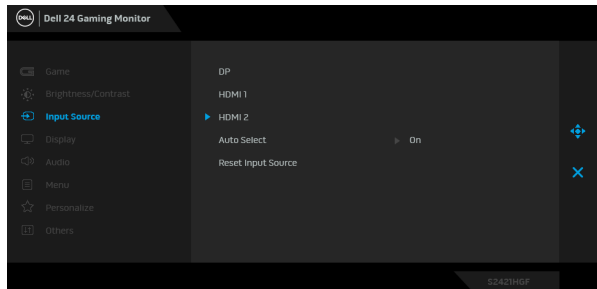 DELL Dell 24 Gaming Monitor
Game
Brightness/Contrast
Input Source
Display
Audio
Menu
Personalize
Others
DP
HDMI 1
HDMI 2
Auto Select On
Reset Input Source
S2421HGF